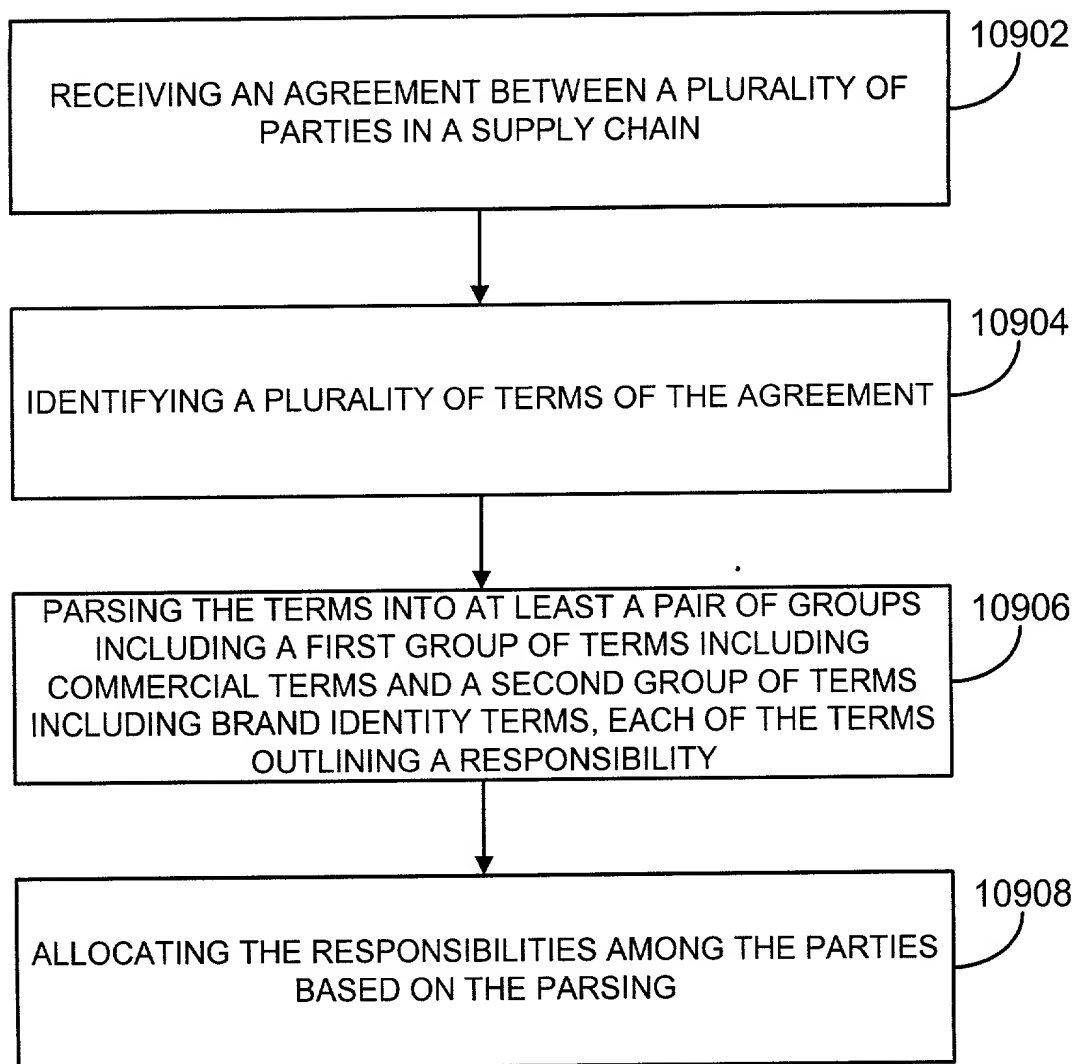 10902
RECEIVING AN AGREEMENT BETWEEN A PLURALITY OF
PARTIES IN A SUPPLY CHAIN
10904
IDENTIFYING A PLURALITY OF TERMS OF THE AGREEMENT
10906
PARSING THE TERMS INTO AT LEAST A PAIR OF GROUPS
INCLUDING A FIRST GROUP OF TERMS INCLUDING
COMMERCIAL TERMS AND A SECOND GROUP OF TERMS
INCLUDING BRAND IDENTITY TERMS, EACH OF THE TERMS
OUTLINING A RESPONSIBILITY
10908
ALLOCATING THE RESPONSIBILITIES AMONG THE PARTIES
BASED ON THE PARSING